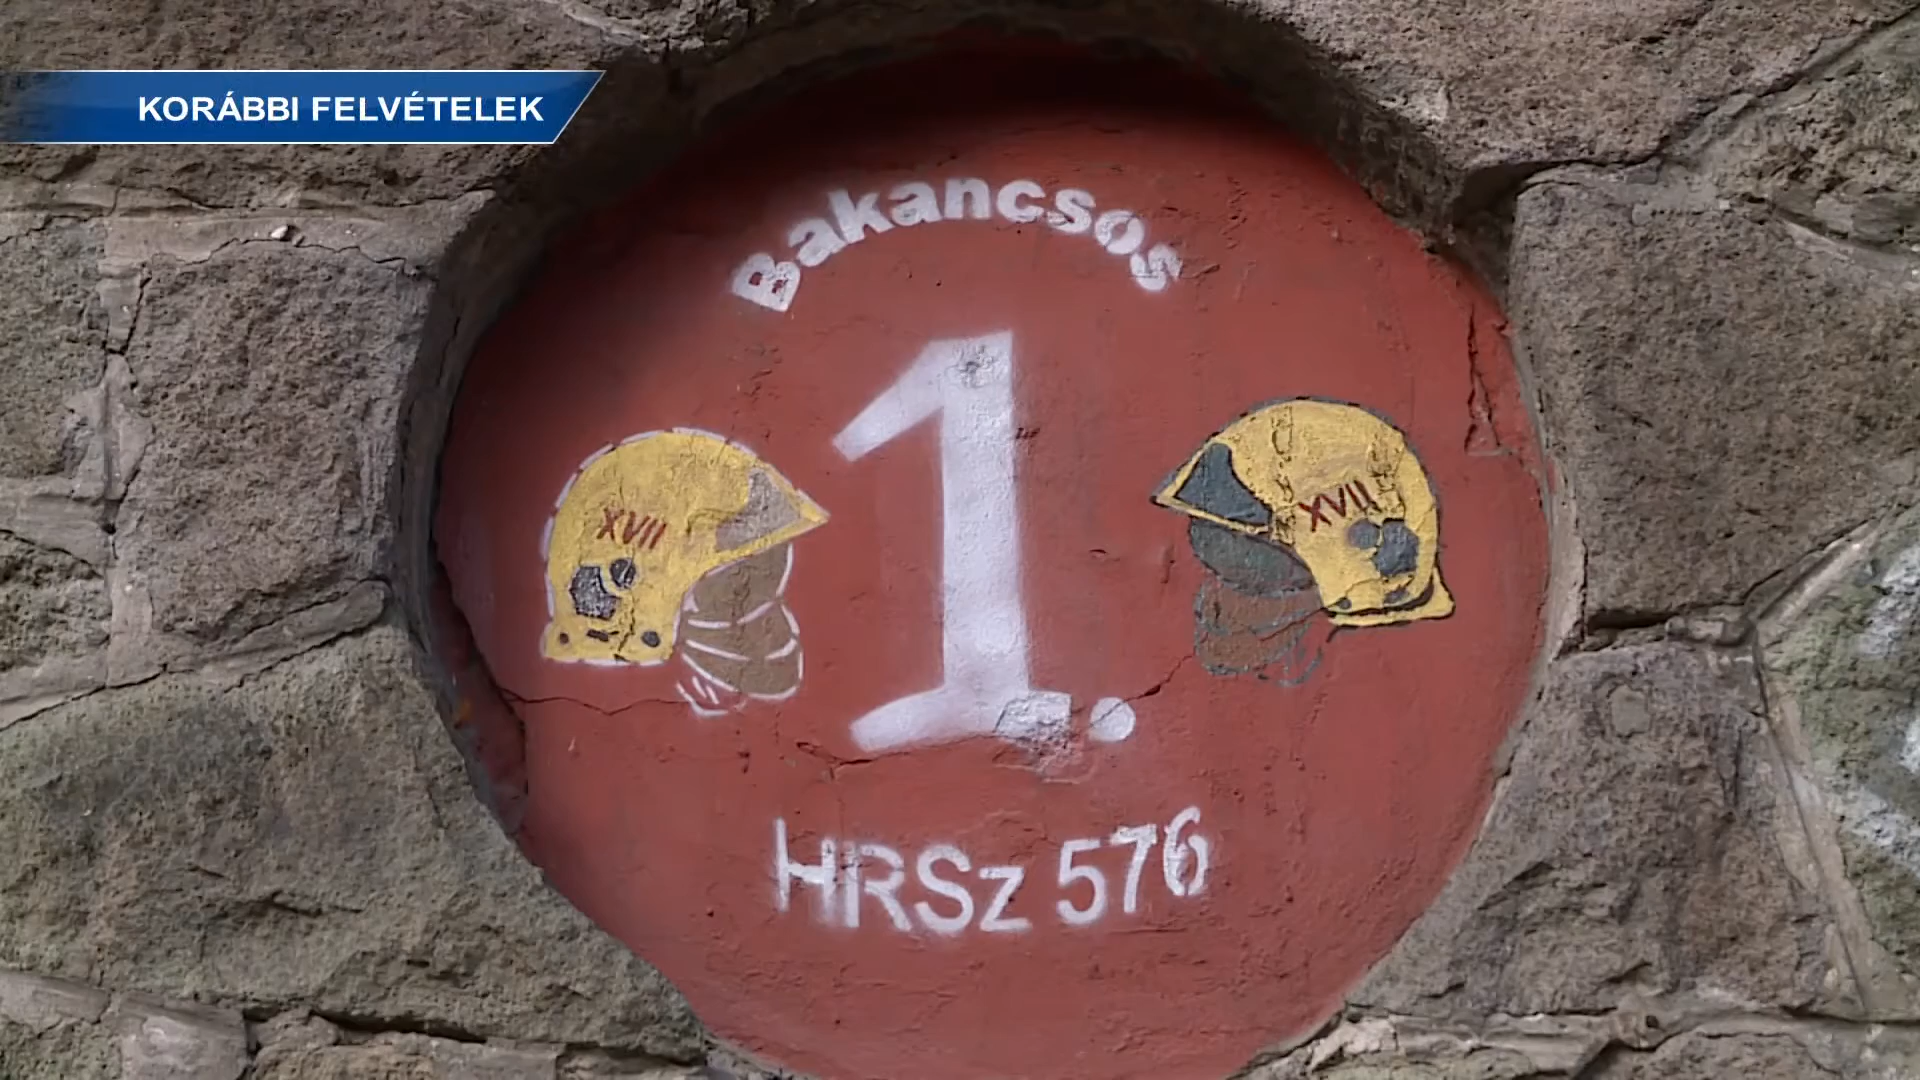 KORÁBBI FELVÉTELEK
Bakancsos
1.
XVII
XVII
HRSz 576